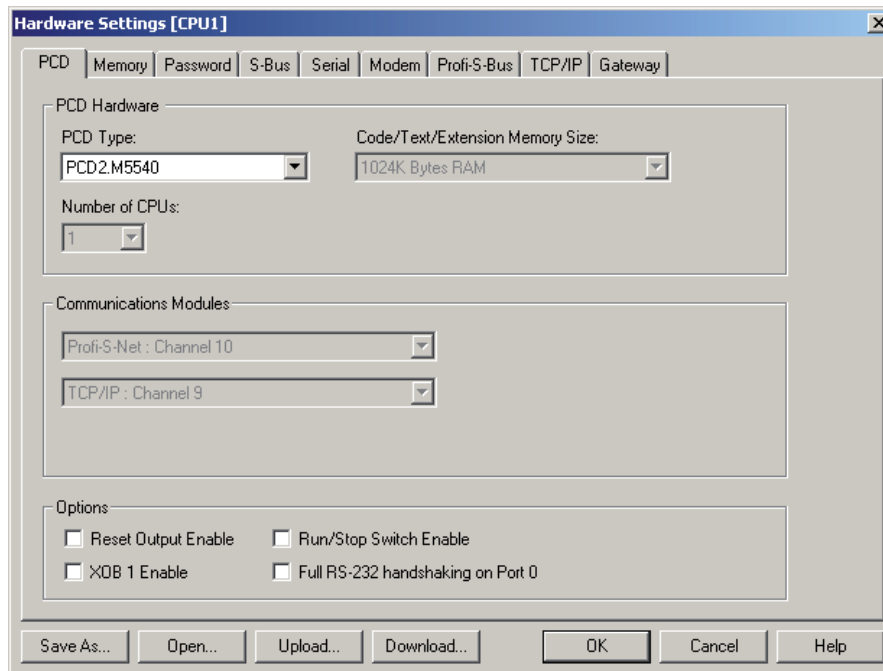 Hardware Settings [CPU1]
PCD Memory Password S-Bus Serial Modem Profi-S-Bus TCP/IP Gateway
PCD Hardware
PCD Type: Code/Text/Extension Memory Size:
PCD2.M5540 1024K Bytes RAM
Number of CPUs:
1
Communications Modules
Profi-S-Net : Channel 10
TCP/IP : Channel 9
Options
Reset Output Enable Run/Stop Switch Enable
XOB 1 Enable Full RS-232 handshaking on Port 0
Save As... Open... Upload... Download... OK Cancel Help